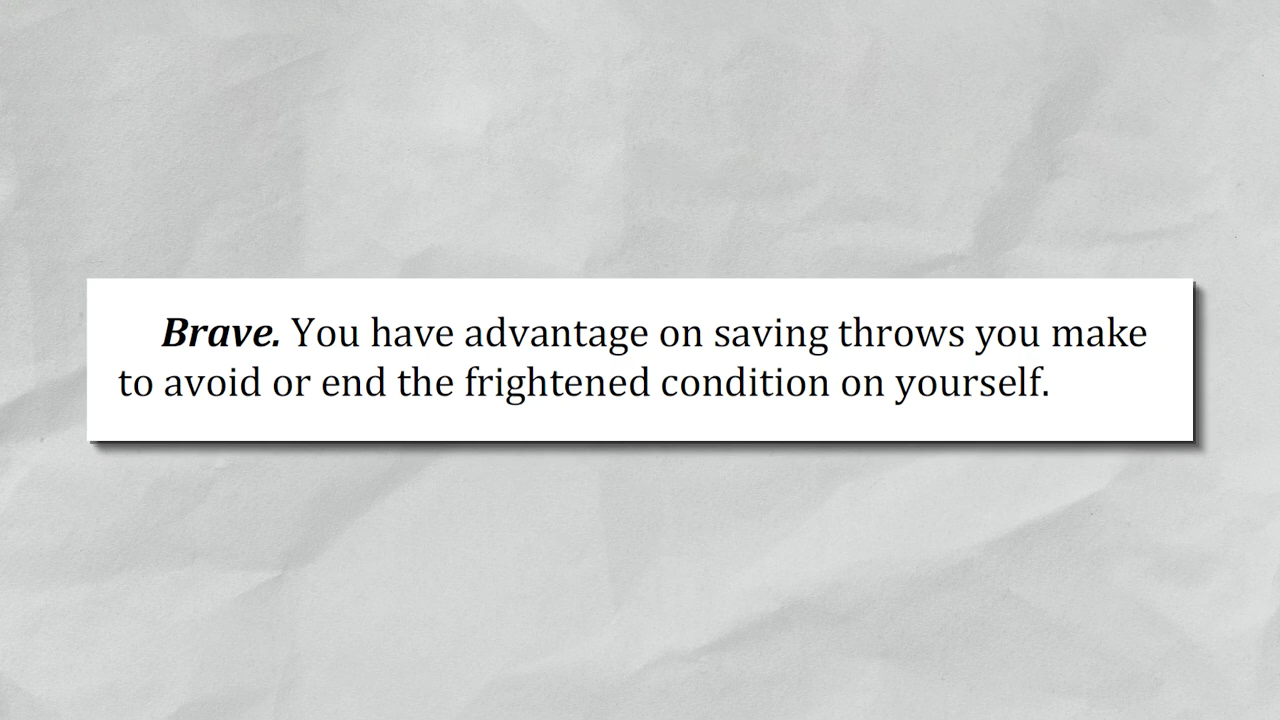 Brave. You have advantage on saving throws you make
to avoid or end the frightened condition on yourself.